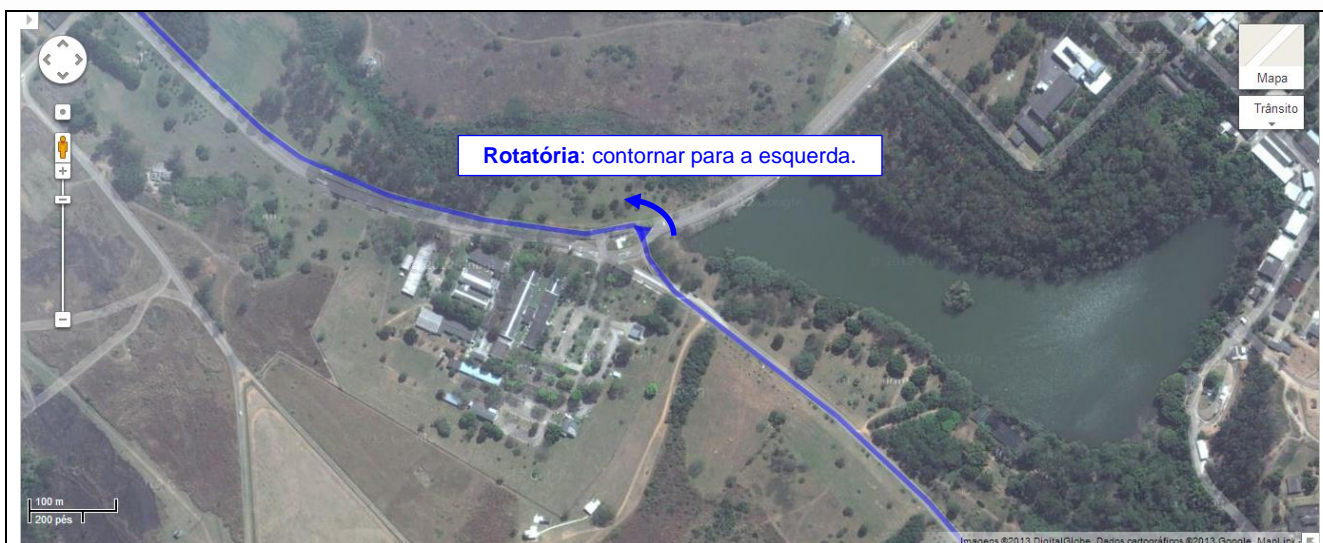 Mapa
Trânsito
Rotatória: contornar para a esquerda.
100 m
200 pés
Imagens ©2013 DigitalGlobe, Dados cartográficos ©2013 Google, MapLink -